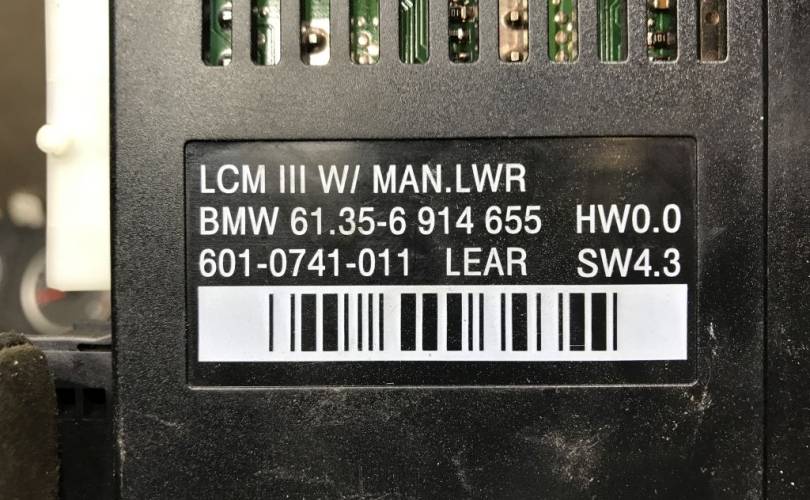 LCM III W/ MAN.LWR
BMW 61.35-6 914 655 HW0.0
601-0741-011 LEAR SW4.3